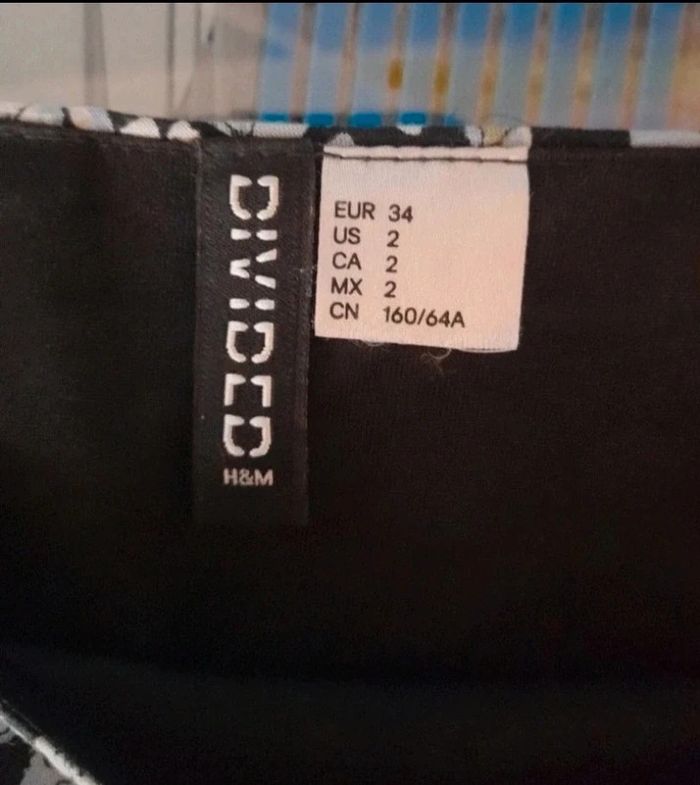 DIVIDED
H&M
EUR 34
US 2
CA 2
MX 2
CN 160/64A